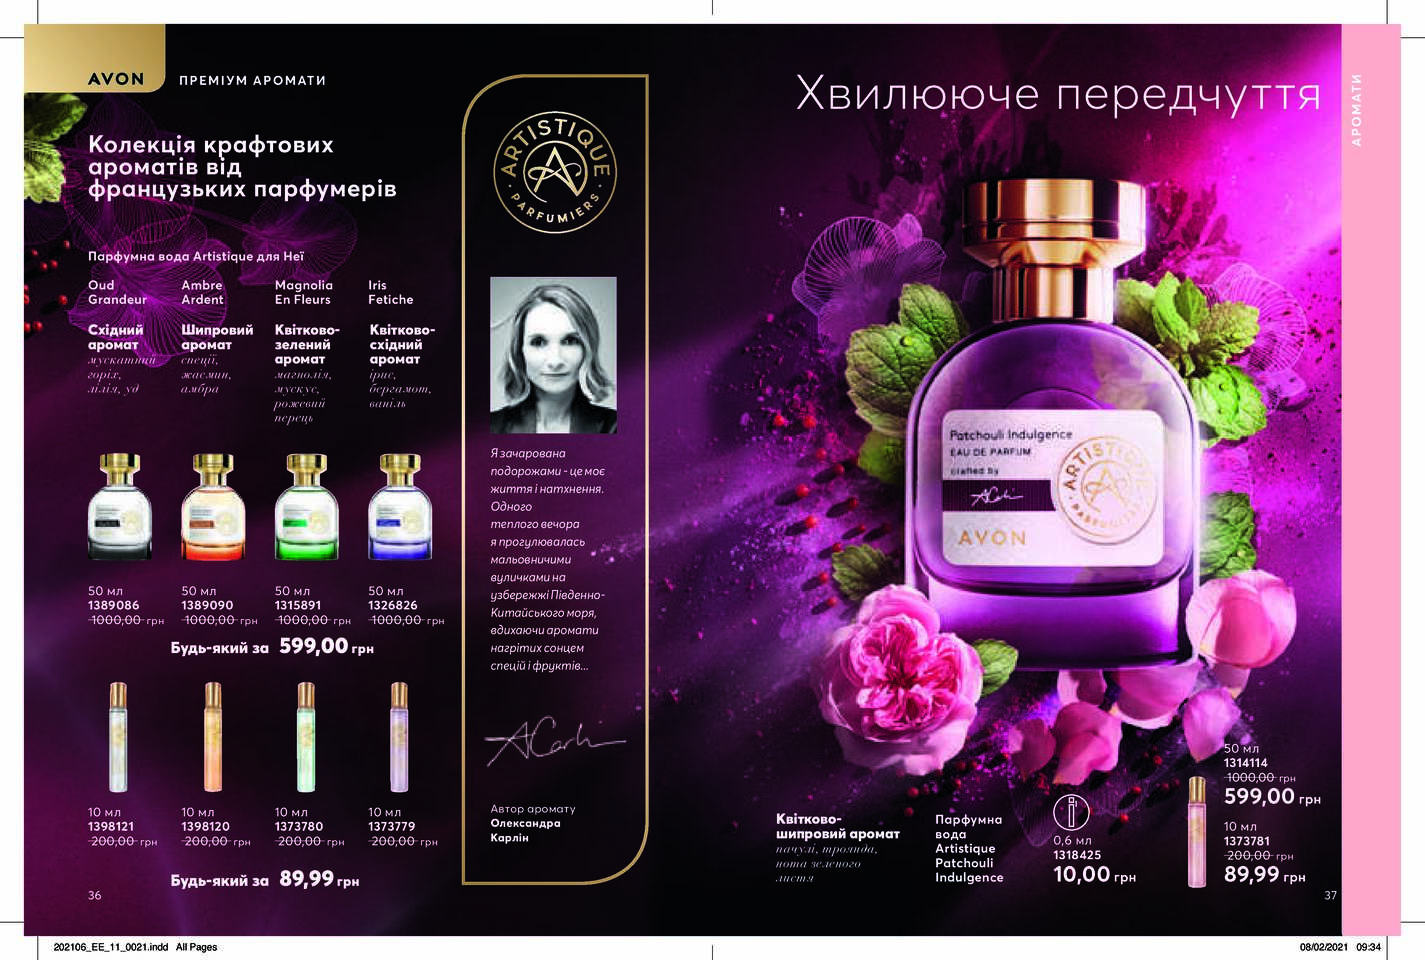 AVON
ПРЕМІУМ АРОМАТИ
Колекція крафтових
ароматів від
французьких парфумерів
Парфумна вода Artistique для Неї
Oud
Grandeur
Східний
аромат
мускатний
горіх,
лілія, уд
Ambre
Ardent
Шипровий
аромат
спеції,
жасмин,
амбра
Magnolia
En Fleurs
Квітково-
зелений
аромат
магнолія,
мускус,
рожевий
перець
Iris
Fetiche
Квітково-
східний
аромат
ірис,
бергамот,
ваніль
50 мл
1389086
1000,00 грн
50 мл
1389090
1000,00 грн
50 мл
1315891
1000,00 грн
50 мл
1326826
1000,00 грн
Будь-який за 599,00 грн
10 мл
1398121
200,00 грн
10 мл
1398120
200,00 грн
10 мл
1373780
200,00 грн
10 мл
1373779
200,00 грн
Будь-який за 89,99 грн
36
ARTISTIQUE
PARFUMIERS
Я зачарована
подорожами - це моє
життя і натхнення.
Одного
теплого вечора
я прогулювалась
мальовничими
вуличками на
узбережжі Південно-
Китайського моря,
вдихаючи аромати
нагрітих сонцем
спецій і фруктів...
ACarlin
Автор аромату
Олександра
Карлін
Хвилююче передчуття
АРОМАТИ
Patchouli Indulgence
EAU DE PARFUM
crafted by
ARTISTIQUE
PARFUMIERS
AVON
Квітково-
шипровий аромат
пачулі, троянда,
нота зеленого
листя
Парфумна
вода
Artistique
Patchouli
Indulgence
0,6 мл
1318425
10,00 грн
50 мл
1314114
1000,00 грн
599,00 грн
10 мл
1373781
200,00 грн
89,99 грн
37
202106_EE_11_0021.indd All Pages
08/02/2021 09:34